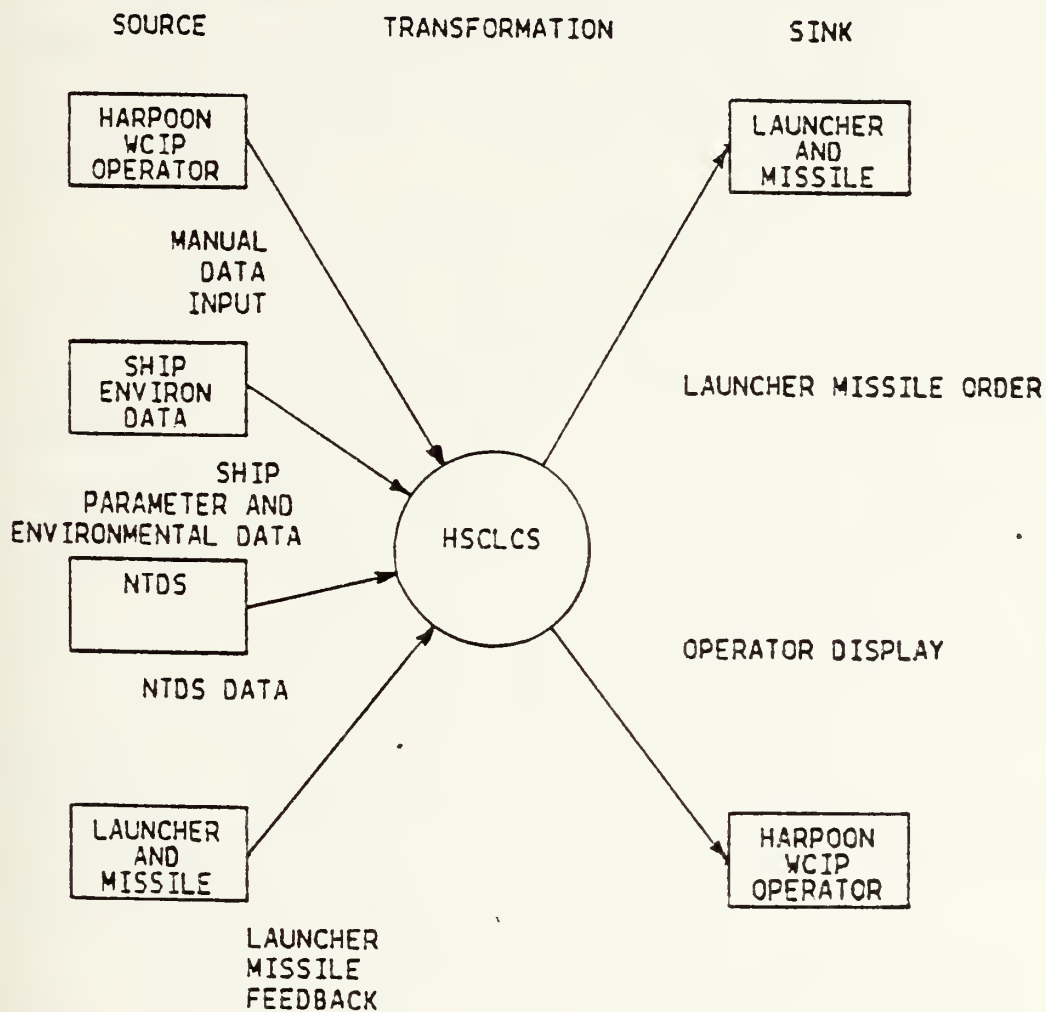 SOURCE
TRANSFORMATION
SINK
HARPOON
WCIP
OPERATOR
LAUNCHER
AND
MISSILE
MANUAL
DATA
INPUT
SHIP
ENVIRON
DATA
LAUNCHER MISSILE ORDER
SHIP
PARAMETER AND
ENVIRONMENTAL DATA
HSCLCS
NTDS
OPERATOR DISPLAY
NTDS DATA
LAUNCHER
AND
MISSILE
HARPOON
WCIP
OPERATOR
LAUNCHER
MISSILE
FEEDBACK